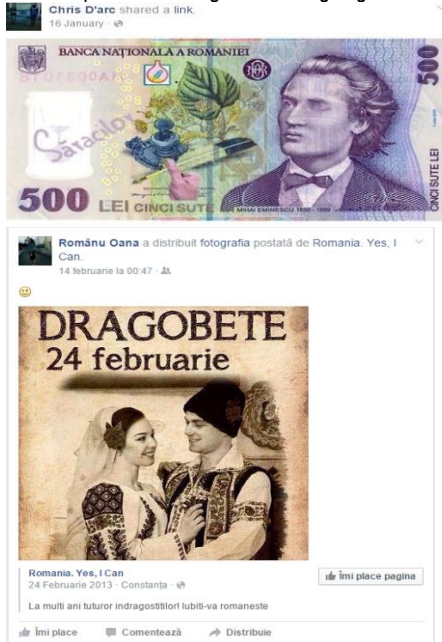 Chris D'arc shared a link.
16 January
BANCA NAȚIONALĂ A ROMÂNIEI
500
Săracilor
500 LEI CINCI SUTE
MIHAI EMINESCU 1850 - 1889
CINCI SUTE LEI
Românu Oana a distribuit fotografia postată de Romania. Yes, I
Can.
14 februarie la 00:47
DRAGOBETE
24 februarie
Romania. Yes, I Can
24 Februarie 2013 · Constanța
Îmi place pagina
La multi ani tuturor indragostitilor! Iubiti-va romaneste
Îmi place Comentează Distribuie